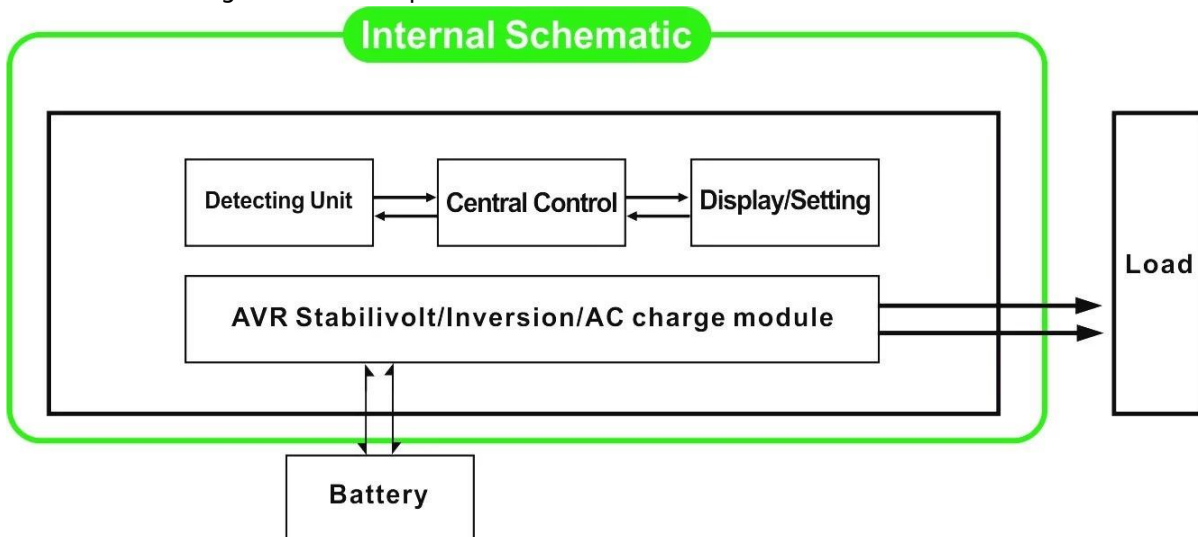 Internal Schematic
Detecting Unit
Central Control
Display/Setting
Load
AVR Stabilivolt/Inversion/AC charge module
Battery